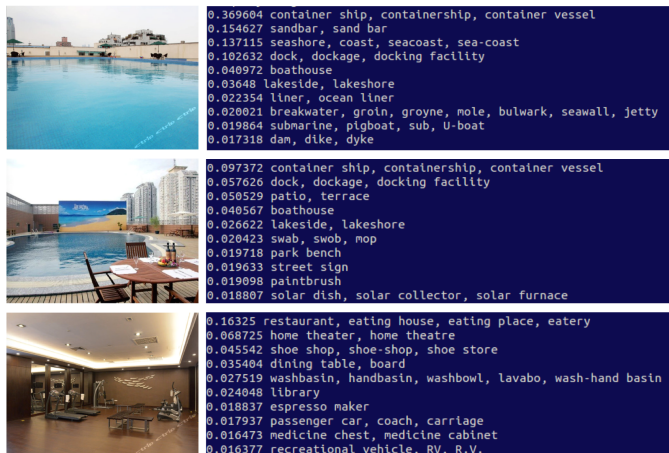 0.369604 container ship, containership, container vessel
0.154627 sandbar, sand bar
0.137115 seashore, coast, seacoast, sea-coast
0.102632 dock, dockage, docking facility
0.040972 boathouse
0.03648 lakeside, lakeshore
0.022354 liner, ocean liner
0.020021 breakwater, groin, groyne, mole, bulwark, seawall, jetty
0.019864 submarine, pigboat, sub, U-boat
0.017318 dam, dike, dyke
0.097372 container ship, containership, container vessel
0.057626 dock, dockage, docking facility
0.050529 patio, terrace
0.040567 boathouse
0.026622 lakeside, lakeshore
0.020423 swab, swob, mop
0.019718 park bench
0.019633 street sign
0.019098 paintbrush
0.018807 solar dish, solar collector, solar furnace
0.16325 restaurant, eating house, eating place, eatery
0.068725 home theater, home theatre
0.045542 shoe shop, shoe-shop, shoe store
0.035404 dining table, board
0.027519 washbasin, handbasin, washbowl, lavabo, wash-hand basin
0.024048 library
0.018837 espresso maker
0.017937 passenger car, coach, carriage
0.016473 medicine chest, medicine cabinet
0.016377 recreational vehicle, RV, R.V.